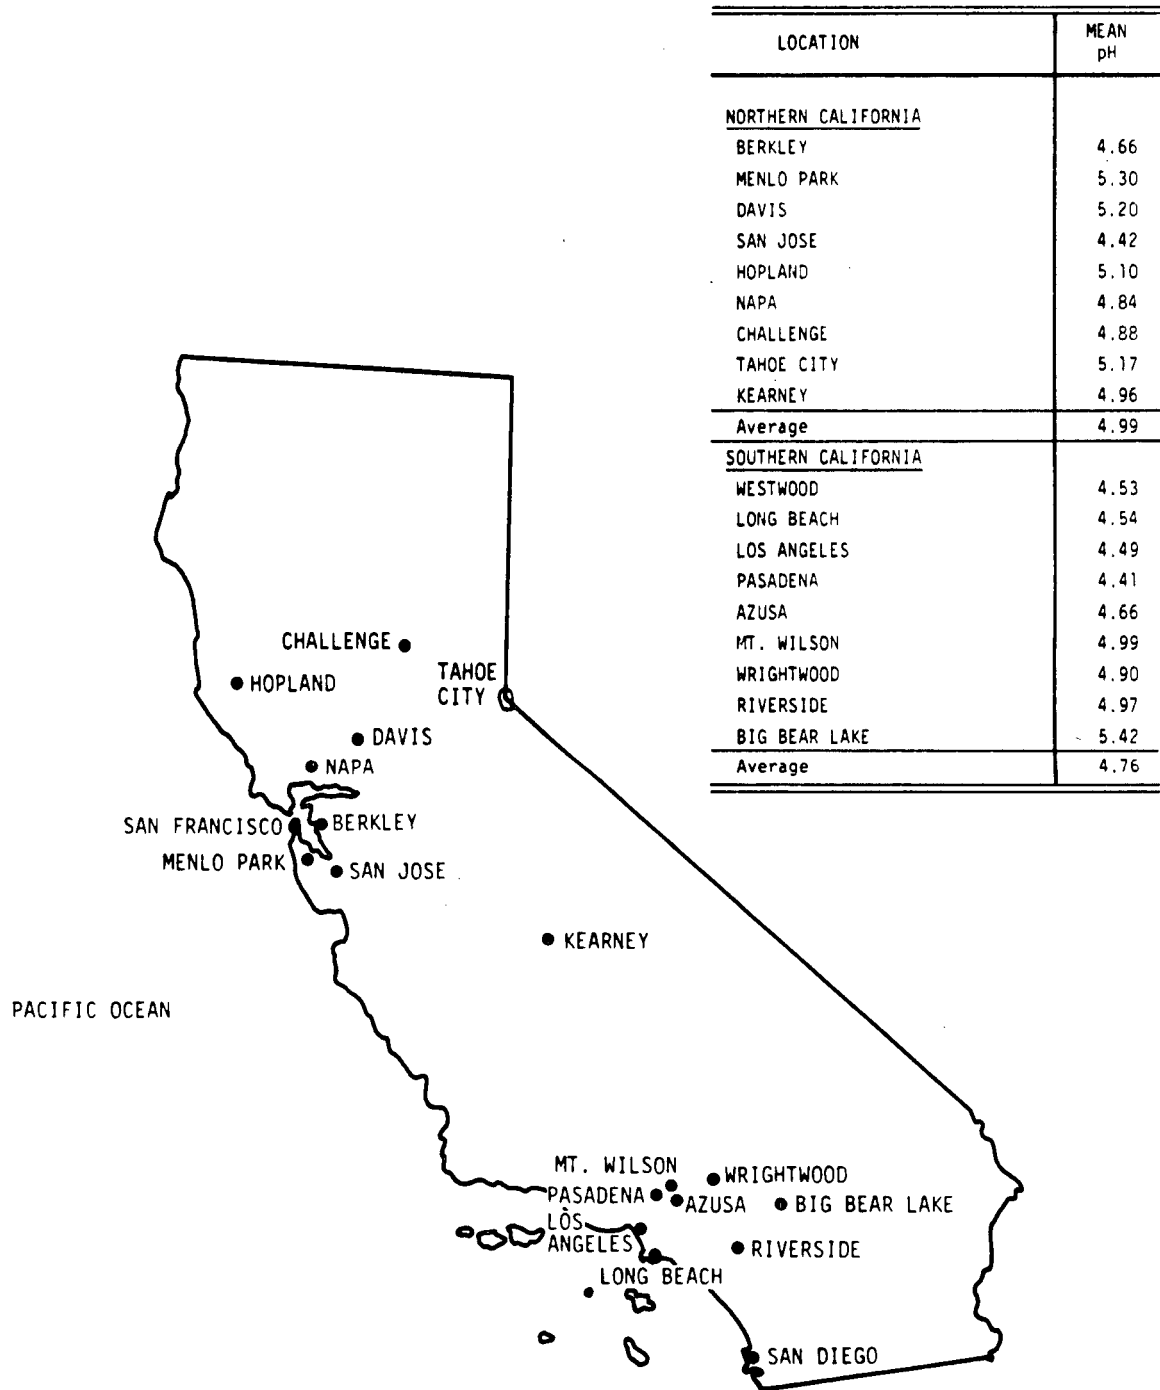 LOCATION MEAN pH
NORTHERN CALIFORNIA
BERKLEY 4.66
MENLO PARK 5.30
DAVIS 5.20
SAN JOSE 4.42
HOPLAND 5.10
NAPA 4.84
CHALLENGE 4.88
TAHOE CITY 5.17
KEARNEY 4.96
Average 4.99
SOUTHERN CALIFORNIA
WESTWOOD 4.53
LONG BEACH 4.54
LOS ANGELES 4.49
PASADENA 4.41
AZUSA 4.66
MT. WILSON 4.99
WRIGHTWOOD 4.90
RIVERSIDE 4.97
BIG BEAR LAKE 5.42
Average 4.76
CHALLENGE
TAHOE
CITY
HOPLAND
DAVIS
NAPA
SAN FRANCISCO
BERKLEY
MENLO PARK
SAN JOSE
KEARNEY
PACIFIC OCEAN
MT. WILSON
WRIGHTWOOD
PASADENA
AZUSA
BIG BEAR LAKE
LOS
ANGELES
RIVERSIDE
LONG BEACH
SAN DIEGO